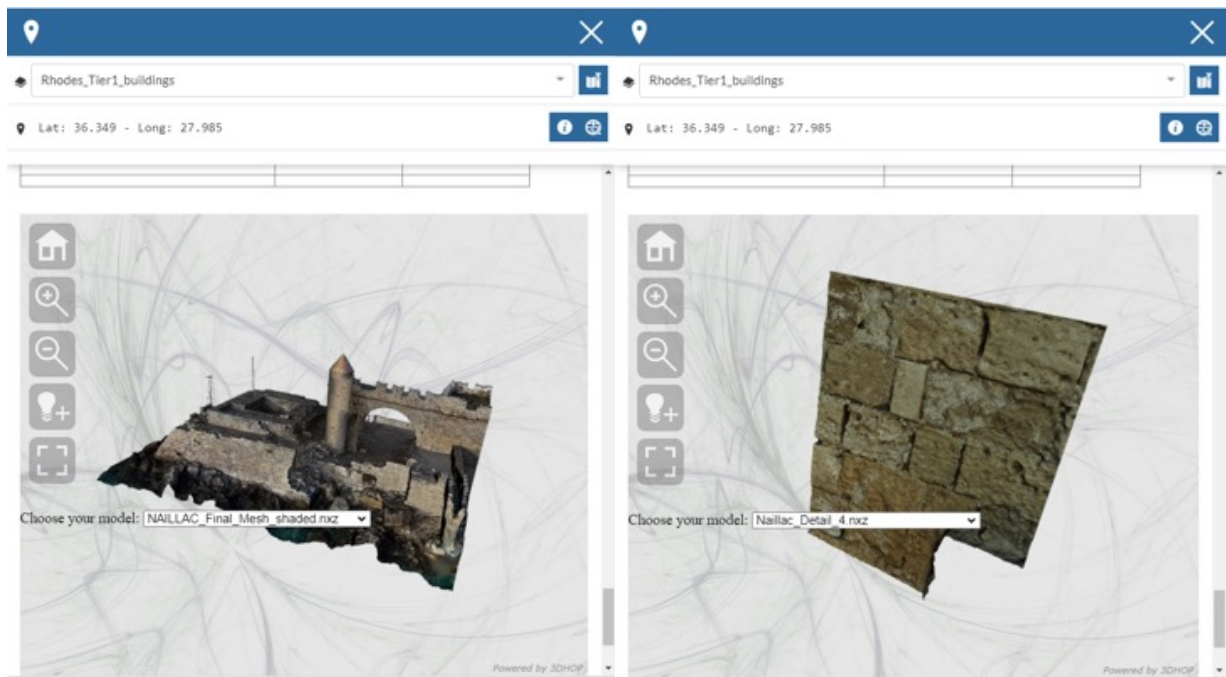 Rhodes_Tier1_buildings
Lat: 36.349 - Long: 27.985
Choose your model: NAILLAC_Final_Mesh_shaded.nxz
Powered by 3DHOP
Rhodes_Tier1_buildings
Lat: 36.349 - Long: 27.985
Choose your model: Naillac_Detail_4.nxz
Powered by 3DHOP